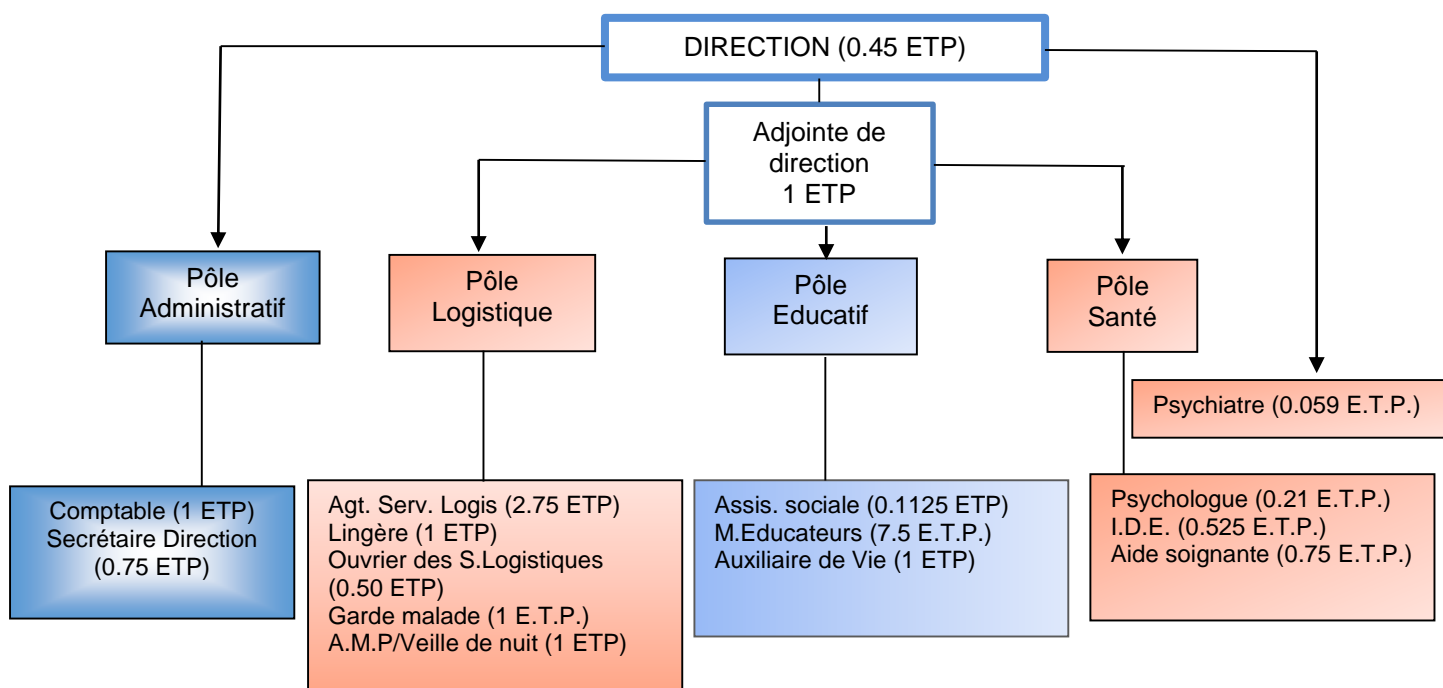 DIRECTION (0.45 ETP)
Adjointe de
direction
1 ETP
Pôle
Administratif
Pôle
Logistique
Pôle
Educatif
Pôle
Santé
Psychiatre (0.059 E.T.P.)
Comptable (1 ETP)
Secrétaire Direction
(0.75 ETP)
Agt. Serv. Logis (2.75 ETP)
Lingère (1 ETP)
Ouvrier des S.Logistiques
(0.50 ETP)
Garde malade (1 E.T.P.)
A.M.P/Veille de nuit (1 ETP)
Assis. sociale (0.1125 ETP)
M.Educateurs (7.5 E.T.P.)
Auxiliaire de Vie (1 ETP)
Psychologue (0.21 E.T.P.)
I.D.E. (0.525 E.T.P.)
Aide soignante (0.75 E.T.P.)